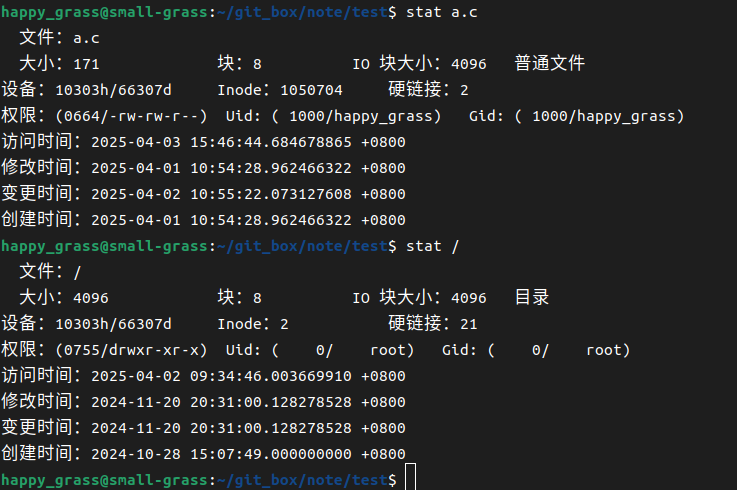 happy_grass@small-grass:~/git_box/note/test$ stat a.c
文件：a.c
大小：171 块：8 IO 块大小：4096 普通文件
设备：10303h/66307d Inode：1050704 硬链接：2
权限：(0664/-rw-rw-r--) Uid：( 1000/happy_grass) Gid：( 1000/happy_grass)
访问时间：2025-04-03 15:46:44.684678865 +0800
修改时间：2025-04-01 10:54:28.962466322 +0800
变更时间：2025-04-02 10:55:22.073127608 +0800
创建时间：2025-04-01 10:54:28.962466322 +0800
happy_grass@small-grass:~/git_box/note/test$ stat /
文件：/
大小：4096 块：8 IO 块大小：4096 目录
设备：10303h/66307d Inode：2 硬链接：21
权限：(0755/drwxr-xr-x) Uid：( 0/ root) Gid：( 0/ root)
访问时间：2025-04-02 09:34:46.003669910 +0800
修改时间：2024-11-20 20:31:00.128278528 +0800
变更时间：2024-11-20 20:31:00.128278528 +0800
创建时间：2024-10-28 15:07:49.000000000 +0800
happy_grass@small-grass:~/git_box/note/test$